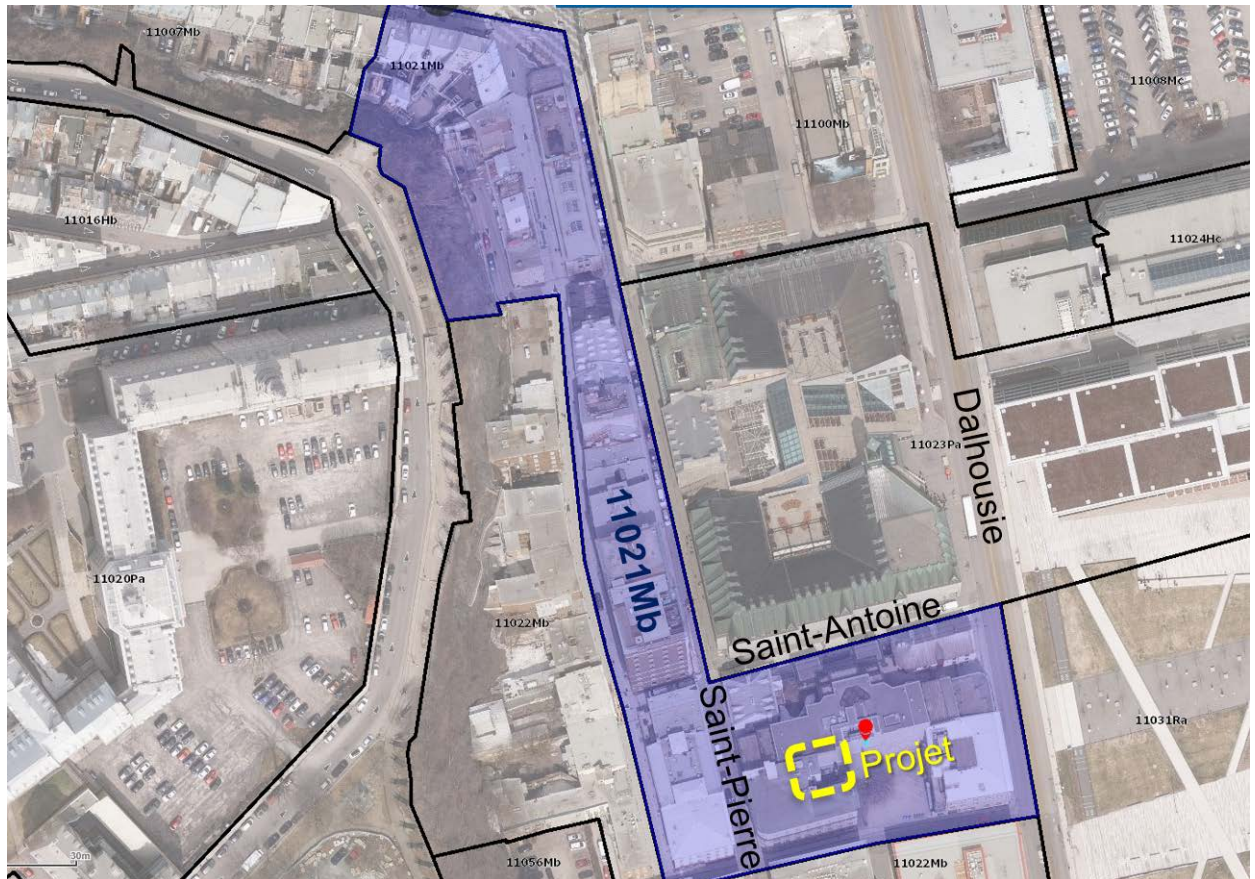 11007Mb
11021Mb
11008Mc
11100Mb
11016Hb
11024Hc
Dalhousie
11023Pa
11021Mb
11020Pa
11022Mb
Saint-Antoine
Saint-Pierre
11031Ra
Projet
30m
11056Mb
11022Mb